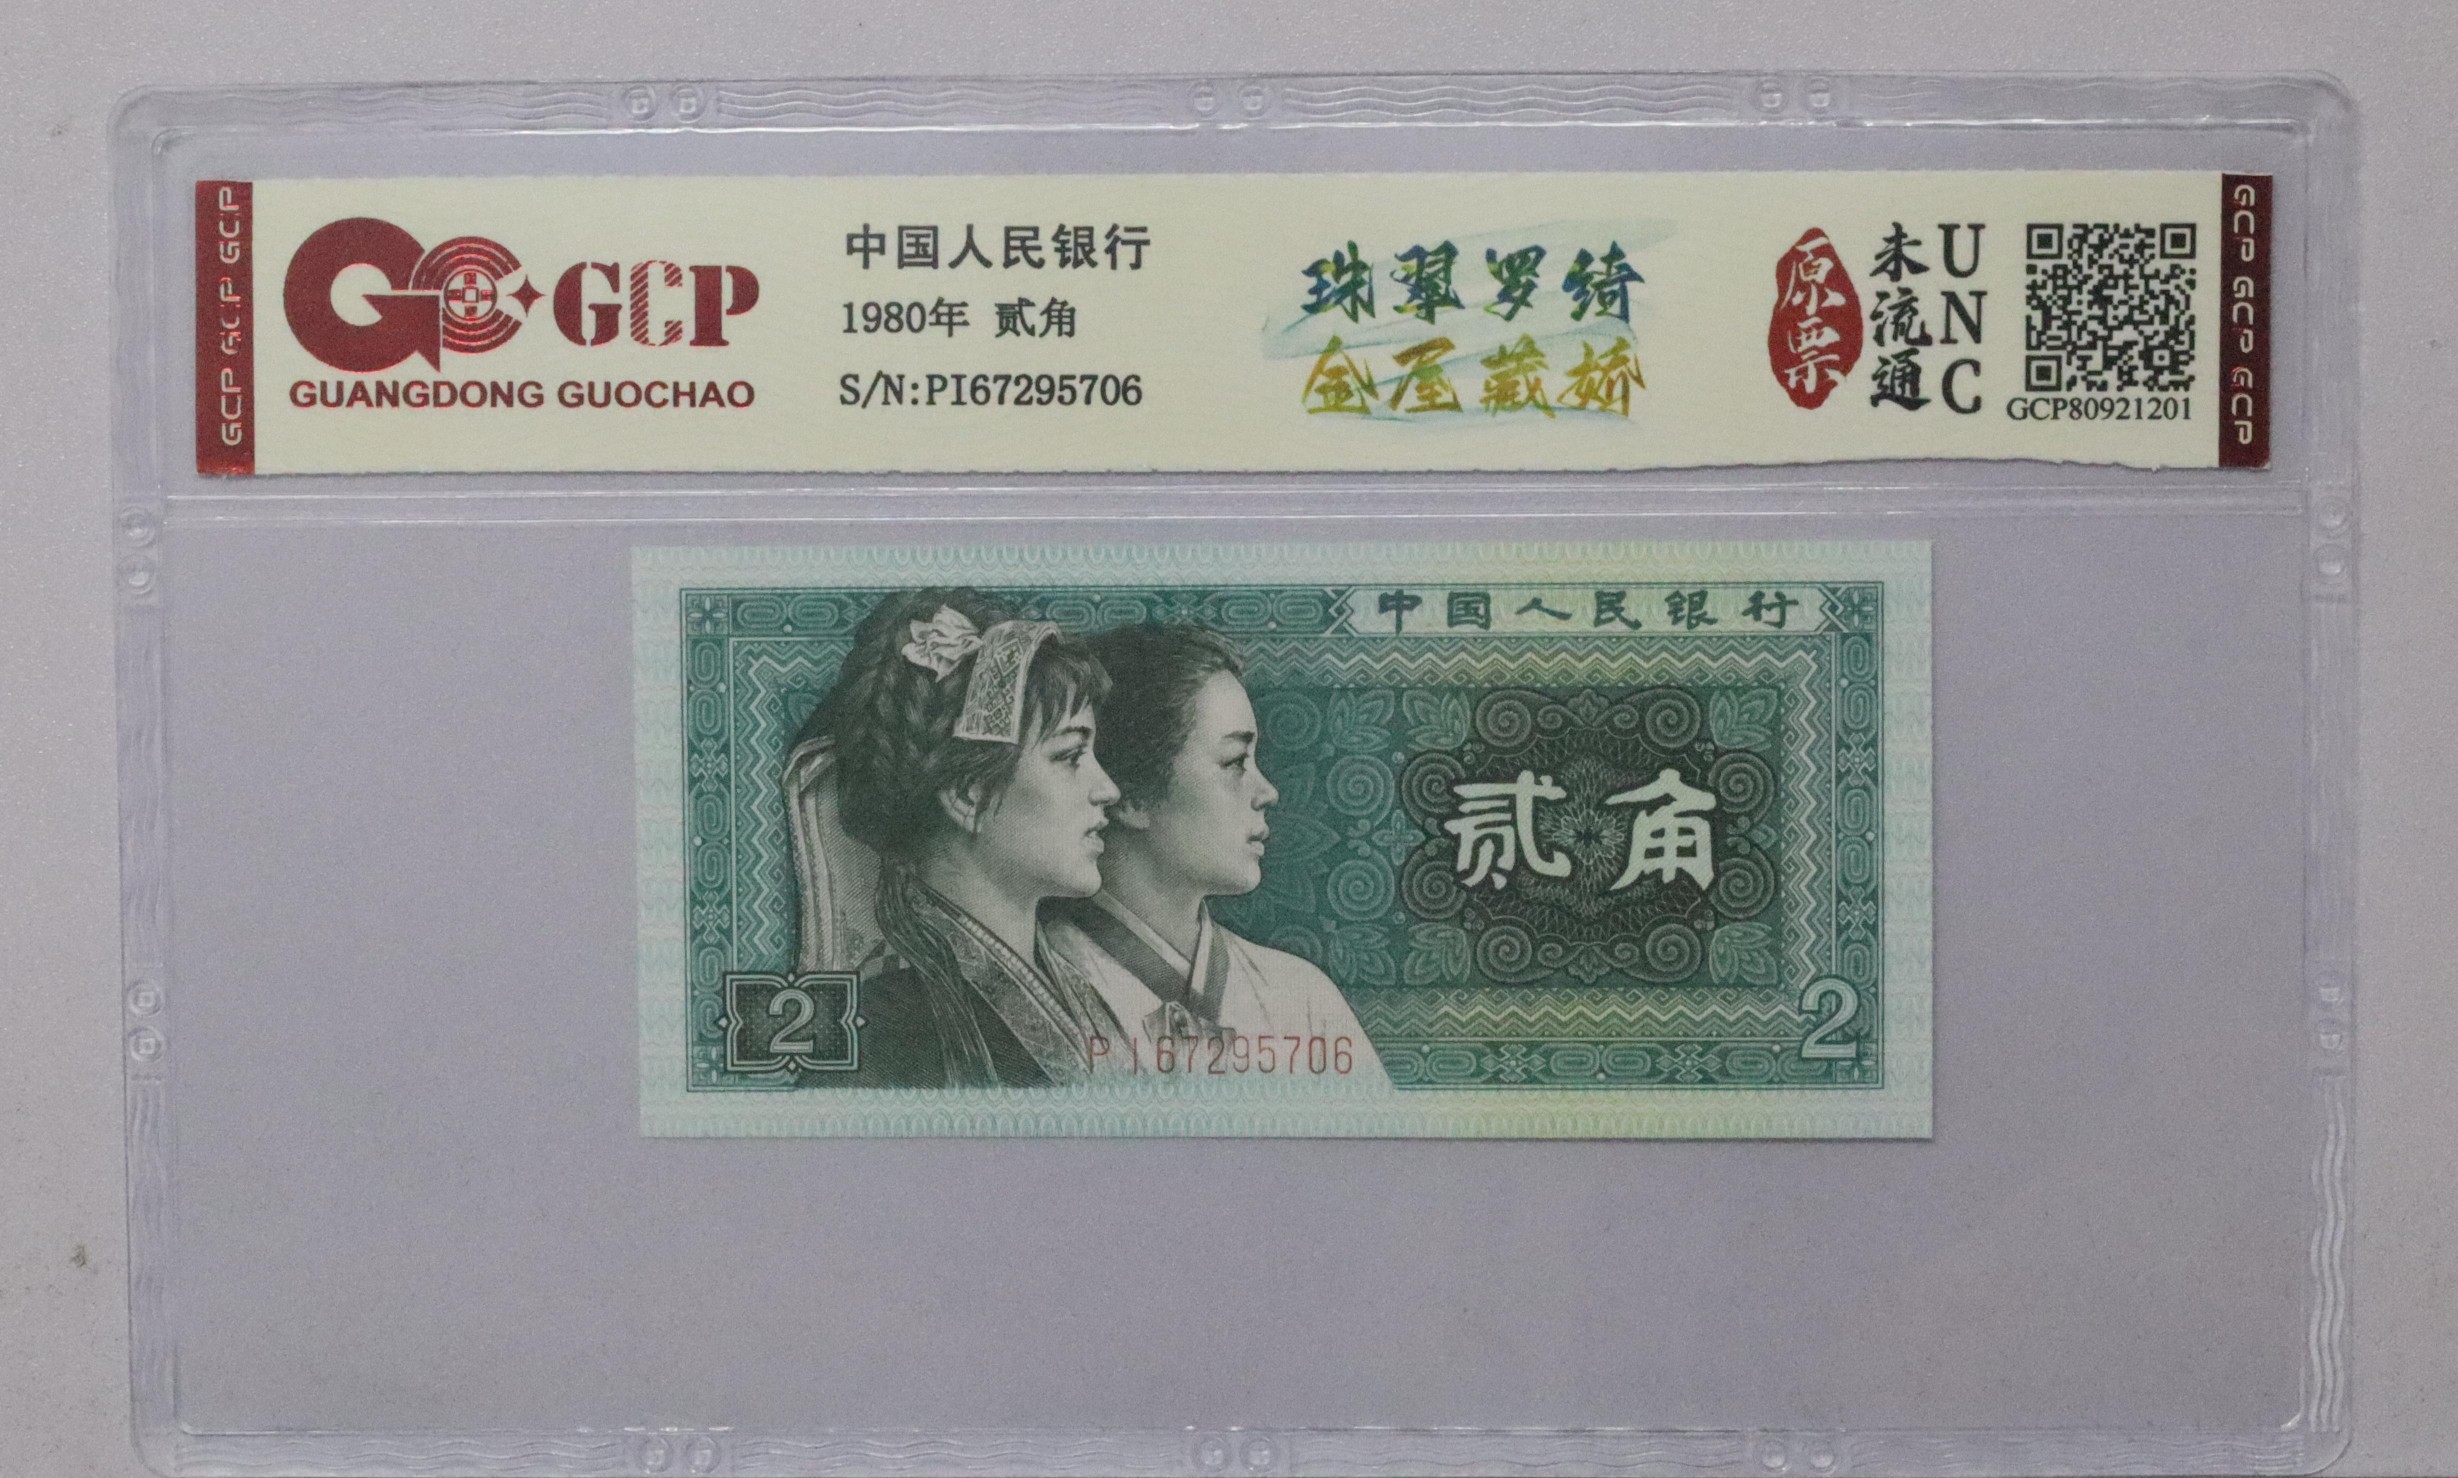 GCP GCP GCP
GCP
GUANGDONG GUOCHAO
中国人民银行
1980年 贰角
S/N:PI67295706
珠翠罗绮
金屋藏娇
原票
未流通
UNC
GCP80921201
GCP GCP GCP
中国人民银行
贰角
2
PI67295706
2